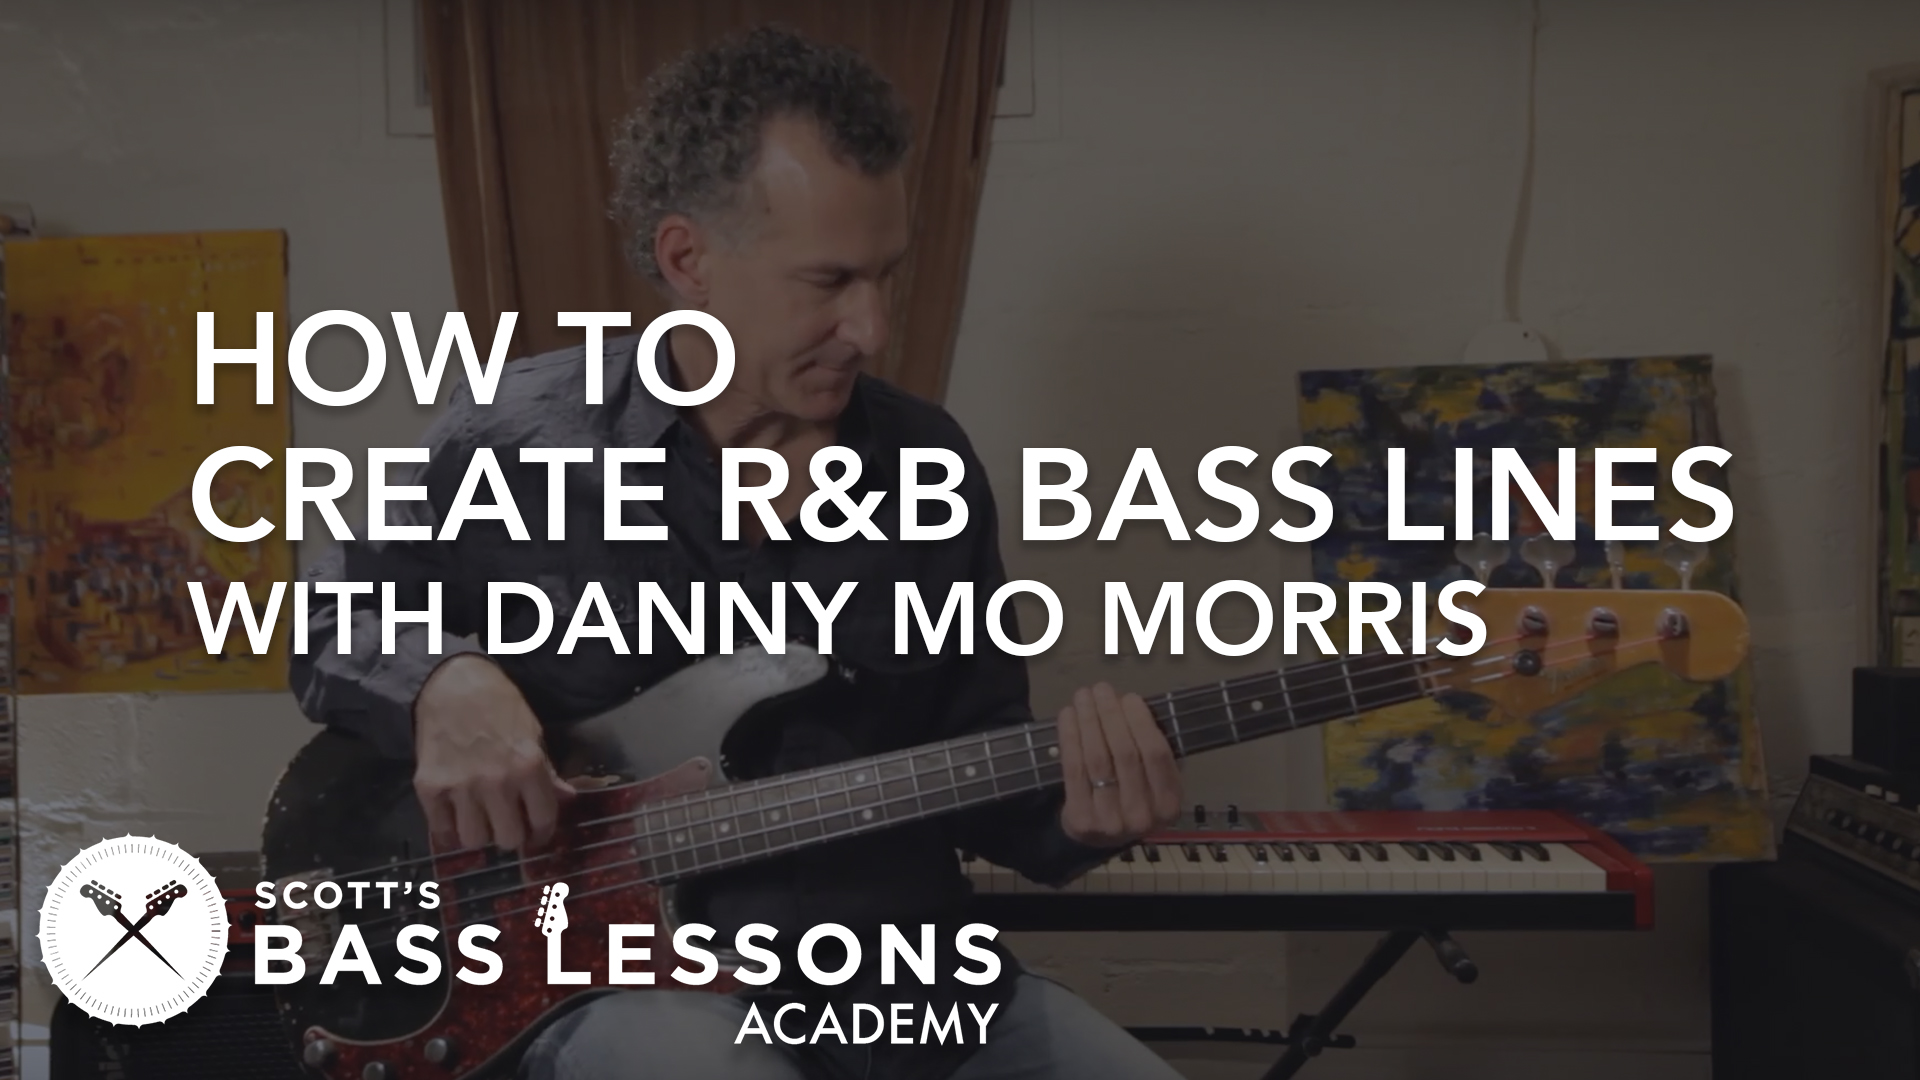 HOW TO
CREATE R&B BASS LINES
WITH DANNY MO MORRIS
SCOTT'S
BASS LESSONS
ACADEMY